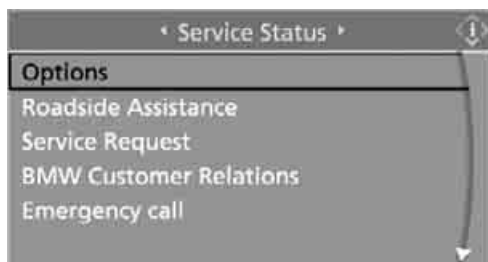 Service Status
Options
Roadside Assistance
Service Request
BMW Customer Relations
Emergency call